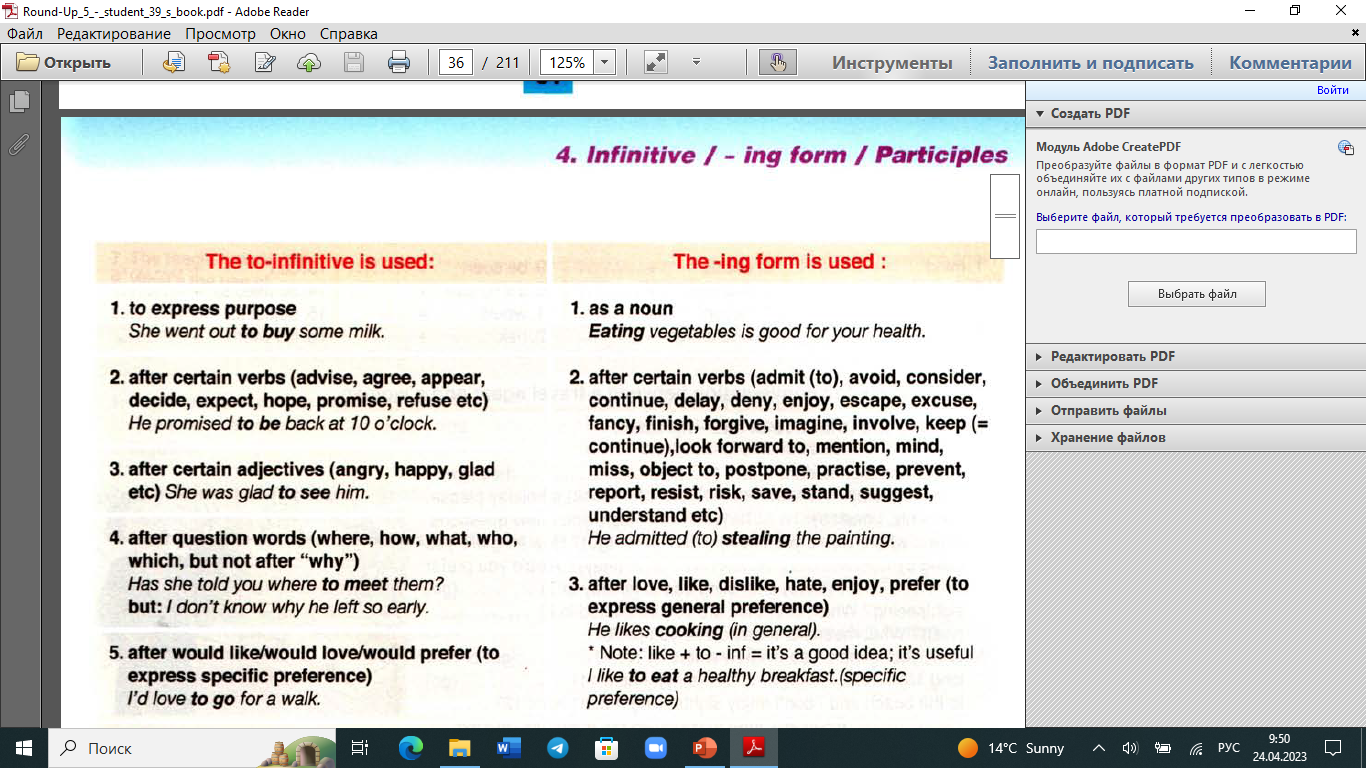 Round-Up_5_-_student_39_s_book.pdf - Adobe Reader
Файл Редактирование Просмотр Окно Справка
Открыть 36 / 211 125% Инструменты Заполнить и подписать Комментарии
Войти
Создать PDF
Модуль Adobe CreatePDF
Преобразуйте файлы в формат PDF и с легкостью
объединяйте их с файлами других типов в режиме
онлайн, пользуясь платной подпиской.
Выберите файл, который требуется преобразовать в PDF:
Выбрать файл
Редактировать PDF
Объединить PDF
Отправить файлы
Хранение файлов
4. Infinitive / - ing form / Participles
The to-infinitive is used:
1. to express purpose
She went out to buy some milk.
2. after certain verbs (advise, agree, appear,
decide, expect, hope, promise, refuse etc)
He promised to be back at 10 o'clock.
3. after certain adjectives (angry, happy, glad
etc) She was glad to see him.
4. after question words (where, how, what, who,
which, but not after "why")
Has she told you where to meet them?
but: I don't know why he left so early.
5. after would like/would love/would prefer (to
express specific preference)
I'd love to go for a walk.
The -ing form is used :
1. as a noun
Eating vegetables is good for your health.
2. after certain verbs (admit (to), avoid, consider,
continue, delay, deny, enjoy, escape, excuse,
fancy, finish, forgive, imagine, involve, keep (=
continue),look forward to, mention, mind,
miss, object to, postpone, practise, prevent,
report, resist, risk, save, stand, suggest,
understand etc)
He admitted (to) stealing the painting.
3. after love, like, dislike, hate, enjoy, prefer (to
express general preference)
He likes cooking (in general).
* Note: like + to - inf = it's a good idea; it's useful
I like to eat a healthy breakfast.(specific
preference)
Поиск
14°C Sunny
РУС
9:50
24.04.2023